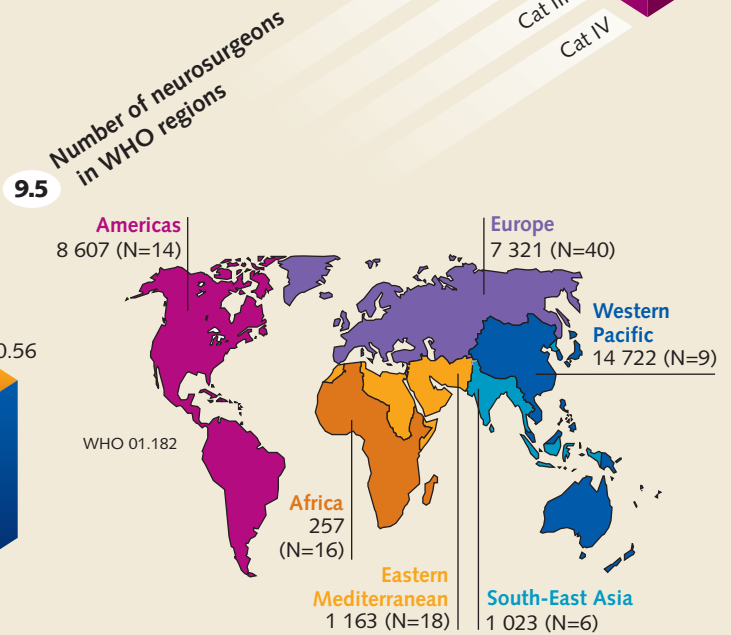 Cat III
Cat IV
Number of neurosurgeons
in WHO regions
9.5
Americas
8 607 (N=14)
Europe
7 321 (N=40)
Western
Pacific
14 722 (N=9)
0.56
WHO 01.182
Africa
257
(N=16)
Eastern
Mediterranean
1 163 (N=18)
South-East Asia
1 023 (N=6)